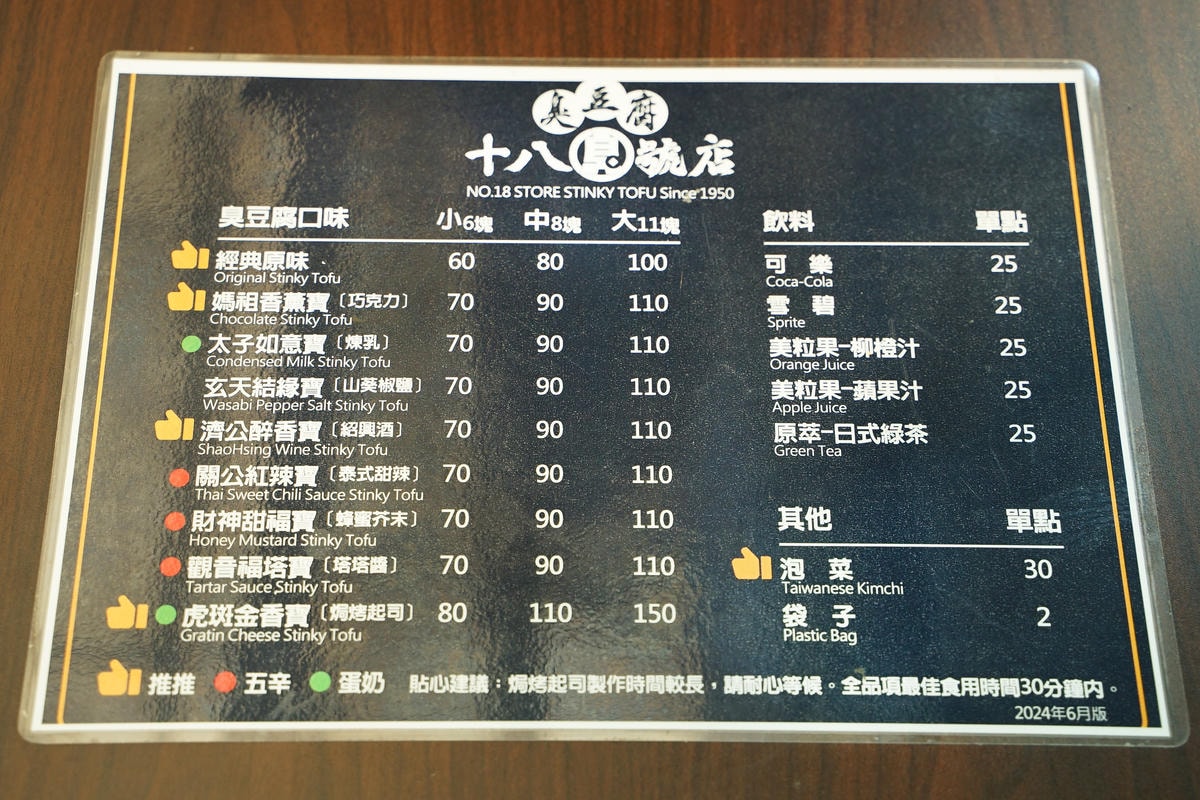 臭豆腐
十八臭號店
NO.18 STORE STINKY TOFU Since 1950
臭豆腐口味 小6塊 中8塊 大11塊
經典原味 60 80 100
Original Stinky Tofu
媽祖香薰寶〔巧克力〕 70 90 110
Chocolate Stinky Tofu
太子如意寶〔煉乳〕 70 90 110
Condensed Milk Stinky Tofu
玄天結緣寶〔山葵椒鹽〕 70 90 110
Wasabi Pepper Salt Stinky Tofu
濟公醉香寶〔紹興酒〕 70 90 110
ShaoHsing Wine Stinky Tofu
關公紅辣寶〔泰式甜辣〕 70 90 110
Thai Sweet Chili Sauce Stinky Tofu
財神甜福寶〔蜂蜜芥末〕 70 90 110
Honey Mustard Stinky Tofu
觀音福塔寶〔塔塔醬〕 70 90 110
Tartar Sauce Stinky Tofu
虎斑金香寶〔焗烤起司〕 80 110 150
Gratin Cheese Stinky Tofu
飲料 單點
可樂 25
Coca-Cola
雪碧 25
Sprite
美粒果-柳橙汁 25
Orange Juice
美粒果-蘋果汁 25
Apple Juice
原萃-日式綠茶 25
Green Tea
其他 單點
泡菜 30
Taiwanese Kimchi
袋子 2
Plastic Bag
推推 五辛 蛋奶 貼心建議：焗烤起司製作時間較長，請耐心等候。全品項最佳食用時間30分鐘內。
2024年6月版